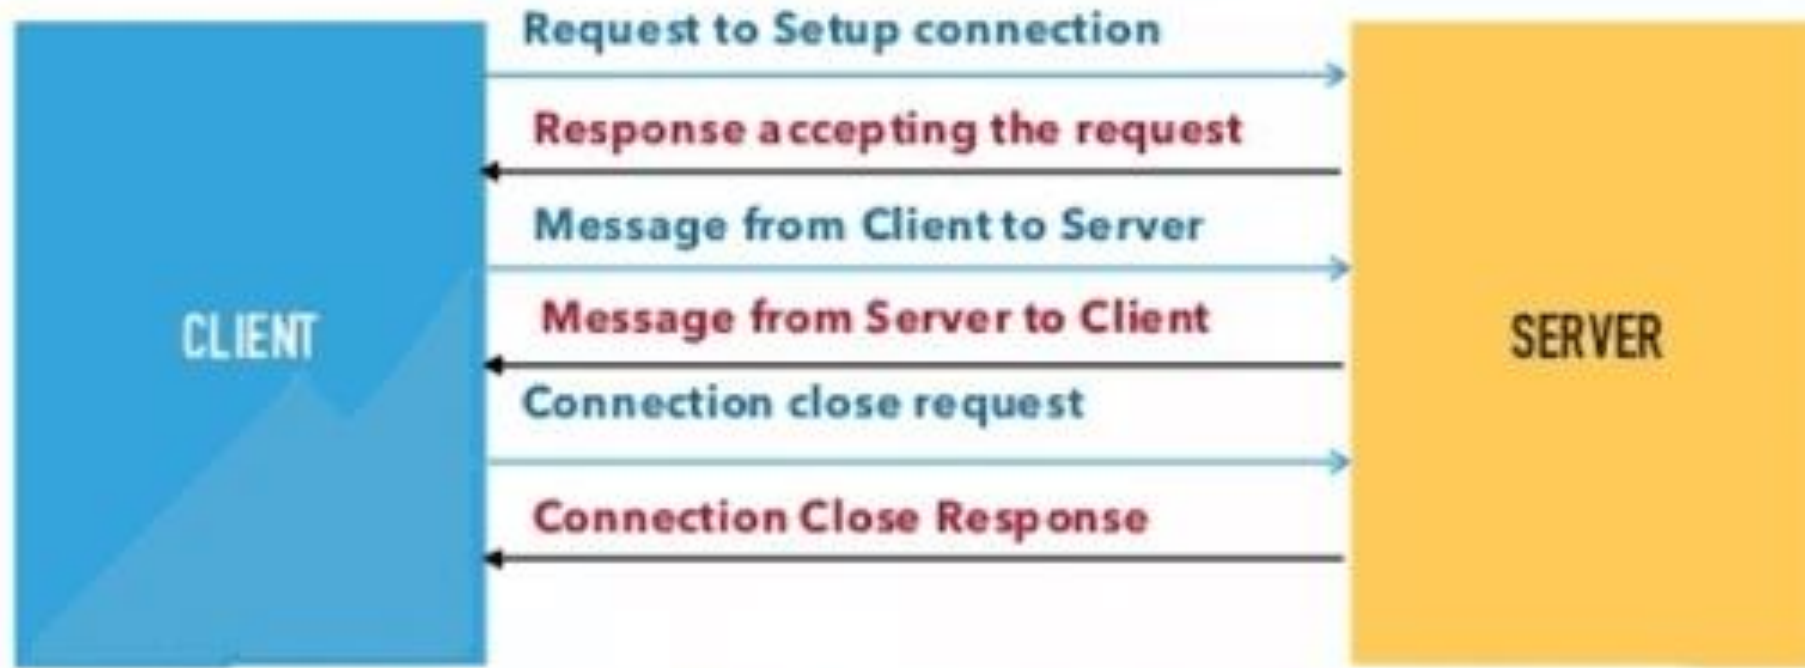 Request to Setup connection
Response accepting the request
Message from Client to Server
Message from Server to Client
CLIENT
SERVER
Connection close request
Connection Close Response